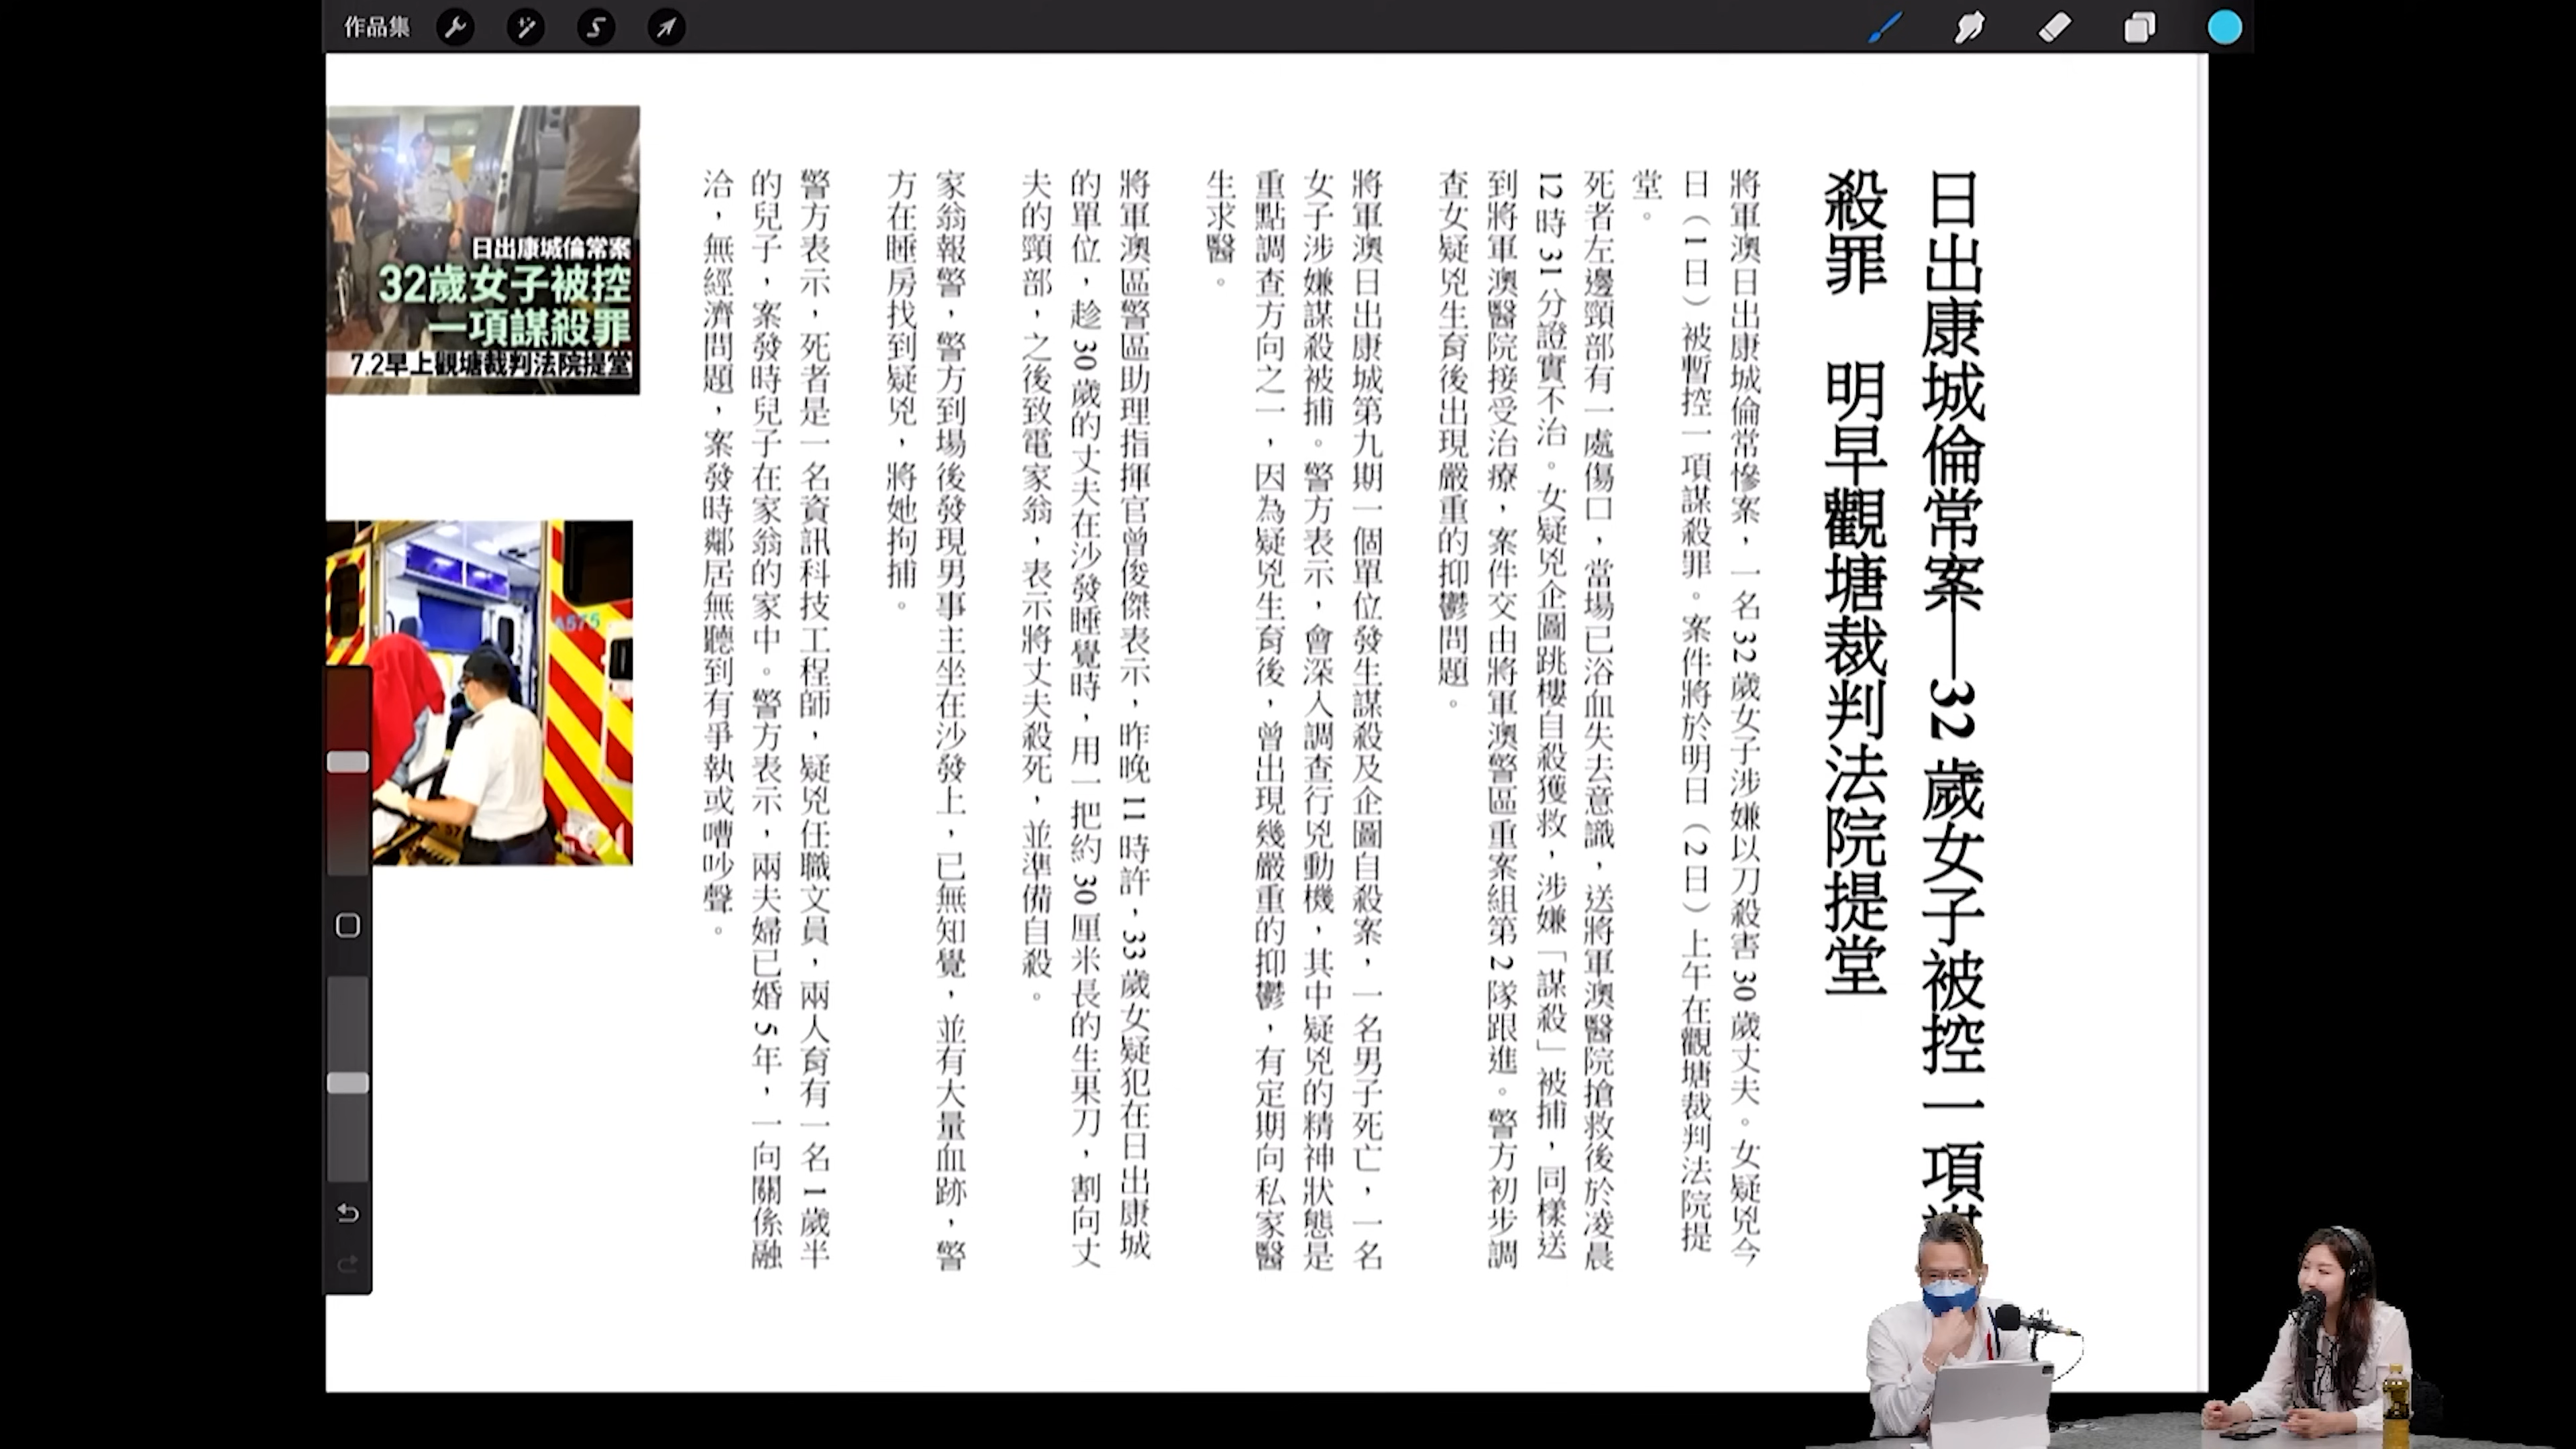 作品集
日出康城倫常案—32 歲女子被控一項謀
殺罪 明早觀塘裁判法院提堂
將軍澳日出康城倫常慘案，一名 32 歲女子涉嫌以刀殺害 30 歲丈夫。女疑兇今
日（1 日）被暫控一項謀殺罪。案件將於明日（2 日）上午在觀塘裁判法院提
堂。
死者左邊頸部有一處傷口，當場已浴血失去意識，送將軍澳醫院搶救後於凌晨
12 時 31 分證實不治。女疑兇企圖跳樓自殺獲救，涉嫌「謀殺」被捕，同樣送
到將軍澳醫院接受治療，案件交由將軍澳警區重案組第 2 隊跟進。警方初步調
查女疑兇生育後出現嚴重的抑鬱問題。
將軍澳日出康城第九期一個單位發生謀殺及企圖自殺案，一名男子死亡，一名
女子涉嫌謀殺被捕。警方表示，會深入調查行兇動機，其中疑兇的精神狀態是
重點調查方向之一，因為疑兇生育後，曾出現幾嚴重的抑鬱，有定期向私家醫
生求醫。
將軍澳區警區助理指揮官曾俊傑表示，昨晚 11 時許，33 歲女疑犯在日出康城
的單位，趁 30 歲的丈夫在沙發睡覺時，用一把約 30 厘米長的生果刀，割向丈
夫的頸部，之後致電家翁，表示將丈夫殺死，並準備自殺。
家翁報警，警方到場後發現男事主坐在沙發上，已無知覺，並有大量血跡，警
方在睡房找到疑兇，將她拘捕。
警方表示，死者是一名資訊科技工程師，疑兇任職文員，兩人育有一名 1 歲半
的兒子，案發時兒子在家翁的家中。警方表示，兩夫婦已婚 5 年，一向關係融
洽，無經濟問題，案發時鄰居無聽到有爭執或嘈吵聲。
日出康城倫常案
32歲女子被控
一項謀殺罪
7.2早上觀塘裁判法院提堂
A575